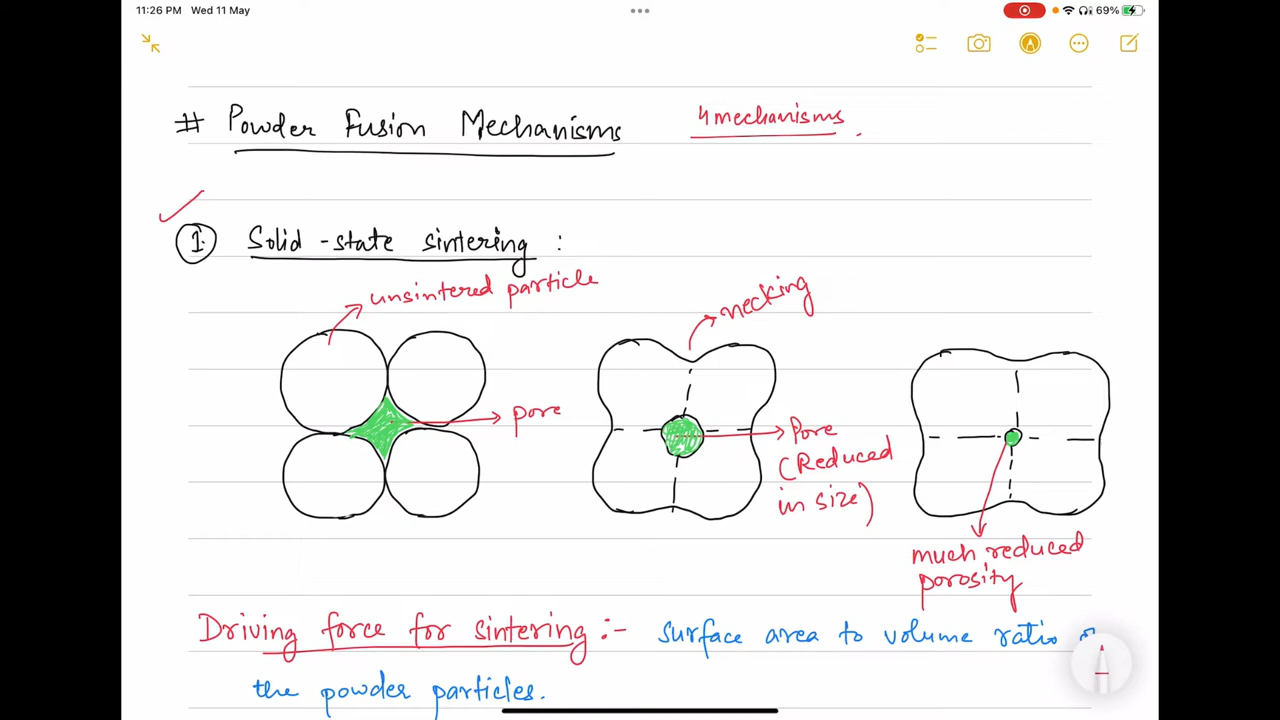 11:26 PM Wed 11 May
69%
# Powder Fusion Mechanisms
4 mechanisms.
1. Solid-state sintering :
unsintered particle
necking
pore
Pore
(Reduced
in size)
much reduced
porosity
Driving force for sintering :- surface area to volume ratio
the powder particles.